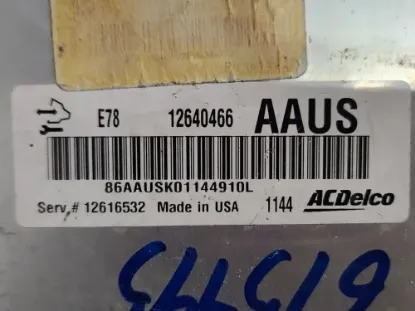 E78 12640466 AAUS
86AAUSK01144910L
Serv.# 12616532 Made in USA 1144 ACDelco